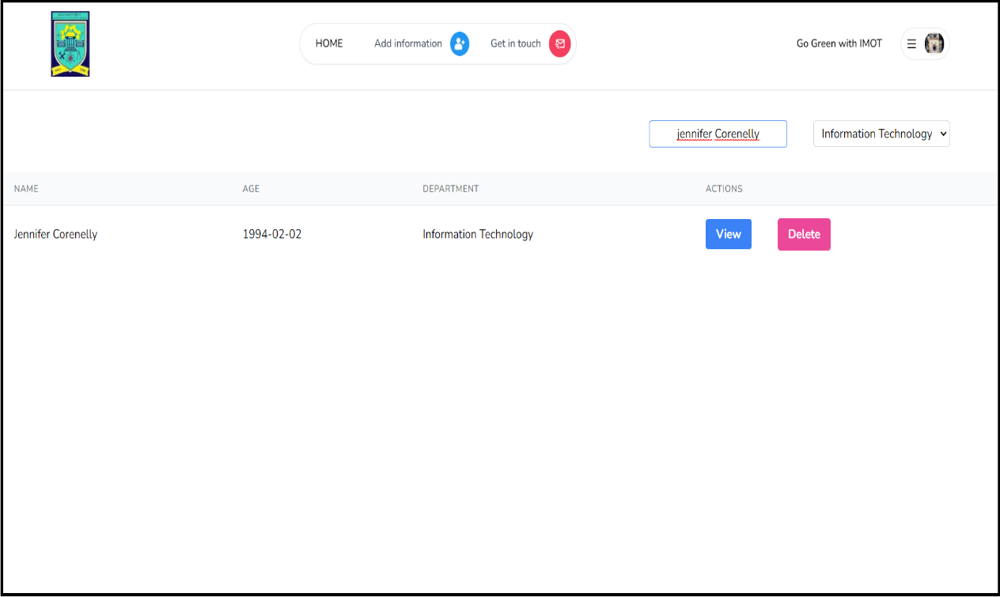 HOME Add information Get in touch Go Green with IMOT
jennifer Corenelly Information Technology
NAME AGE DEPARTMENT ACTIONS
Jennifer Corenelly 1994-02-02 Information Technology View Delete